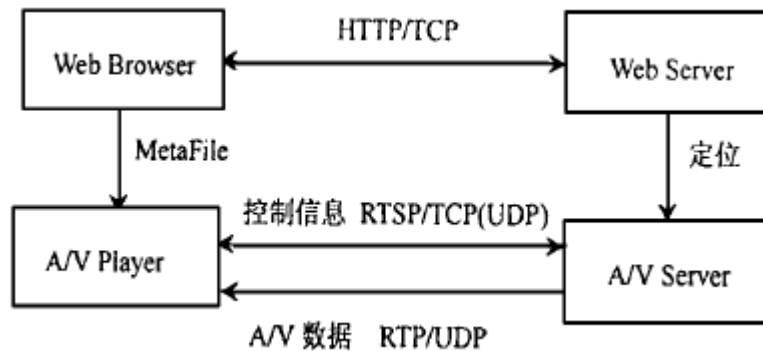 HTTP/TCP
Web Browser
Web Server
MetaFile
定位
控制信息 RTSP/TCP(UDP)
A/V Player
A/V Server
A/V 数据 RTP/UDP